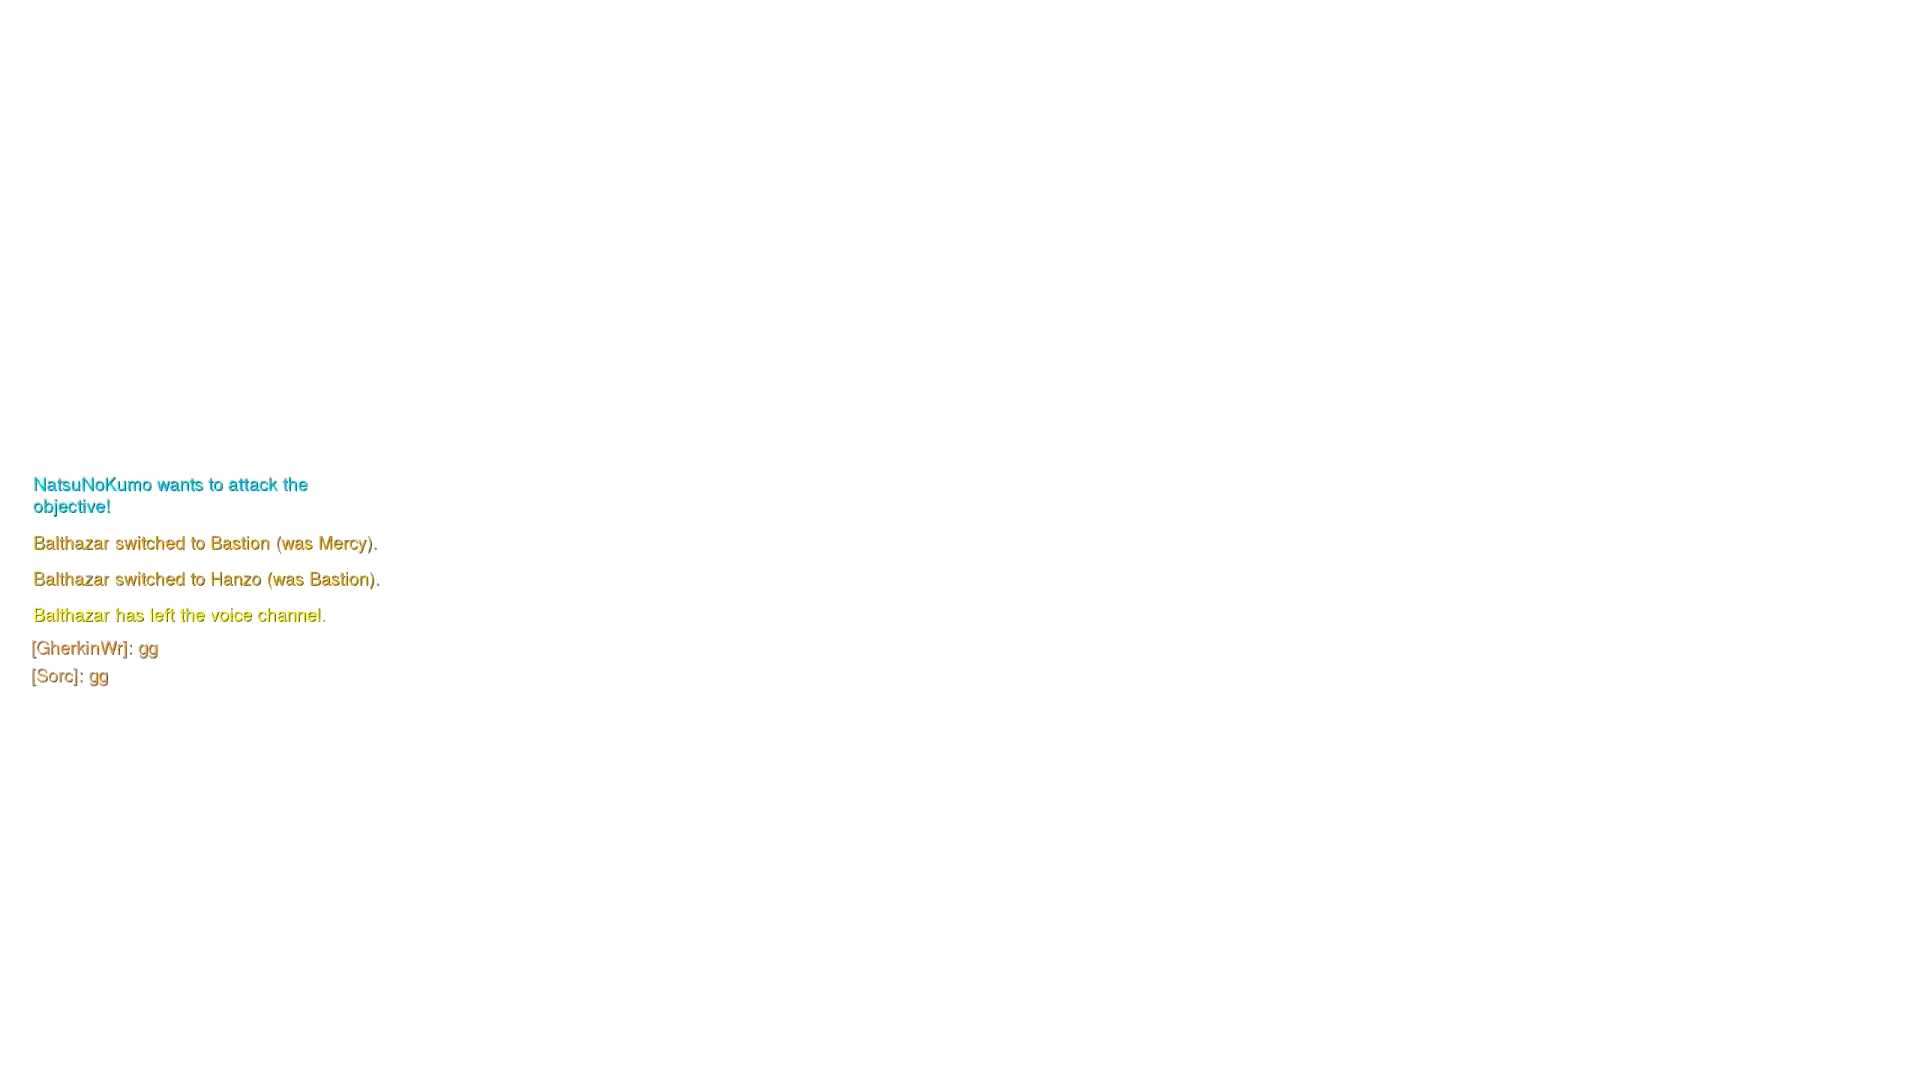 NatsuNoKumo wants to attack the
objective!
Balthazar switched to Bastion (was Mercy).
Balthazar switched to Hanzo (was Bastion).
Balthazar has left the voice channel.
[GherkinWr]: gg
[Sorc]: gg